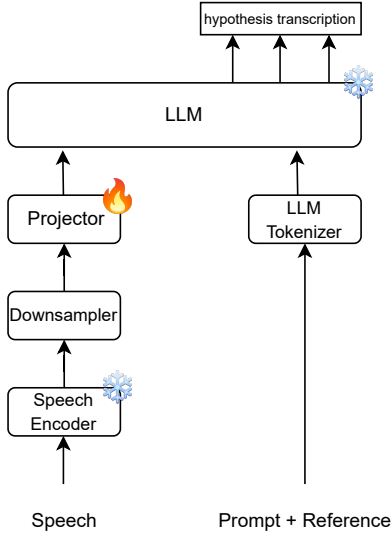 hypothesis transcription
LLM
Projector
LLM
Tokenizer
Downsampler
Speech
Encoder
Speech
Prompt + Reference